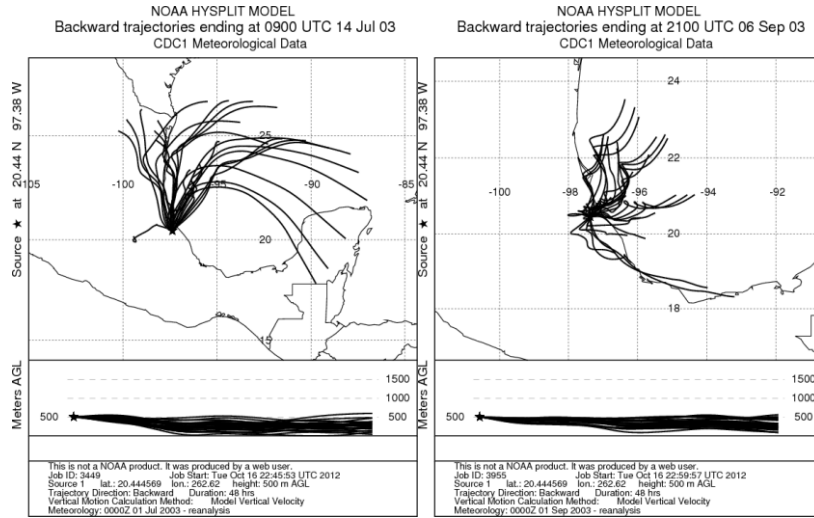 NOAA HYSPLIT MODEL
Backward trajectories ending at 0900 UTC 14 Jul 03
CDC1 Meteorological Data
Source ★ at 20.44 N 97.38 W
-105
-100
-95
-90
-85
25
20
15
Meters AGL
500
1500
1000
500
This is not a NOAA product. It was produced by a web user.
Job ID: 3449 Job Start: Tue Oct 16 22:45:53 UTC 2012
Source 1 lat.: 20.444569 lon.: 262.62 height: 500 m AGL
Trajectory Direction: Backward Duration: 48 hrs
Vertical Motion Calculation Method: Model Vertical Velocity
Meteorology: 0000Z 01 Jul 2003 - reanalysis
NOAA HYSPLIT MODEL
Backward trajectories ending at 2100 UTC 06 Sep 03
CDC1 Meteorological Data
Source ★ at 20.44 N 97.38 W
24
22
-100
-98
-96
-94
-92
20
18
Meters AGL
500
1500
1000
500
This is not a NOAA product. It was produced by a web user.
Job ID: 3955 Job Start: Tue Oct 16 22:59:57 UTC 2012
Source 1 lat.: 20.444569 lon.: 262.62 height: 500 m AGL
Trajectory Direction: Backward Duration: 48 hrs
Vertical Motion Calculation Method: Model Vertical Velocity
Meteorology: 0000Z 01 Sep 2003 - reanalysis